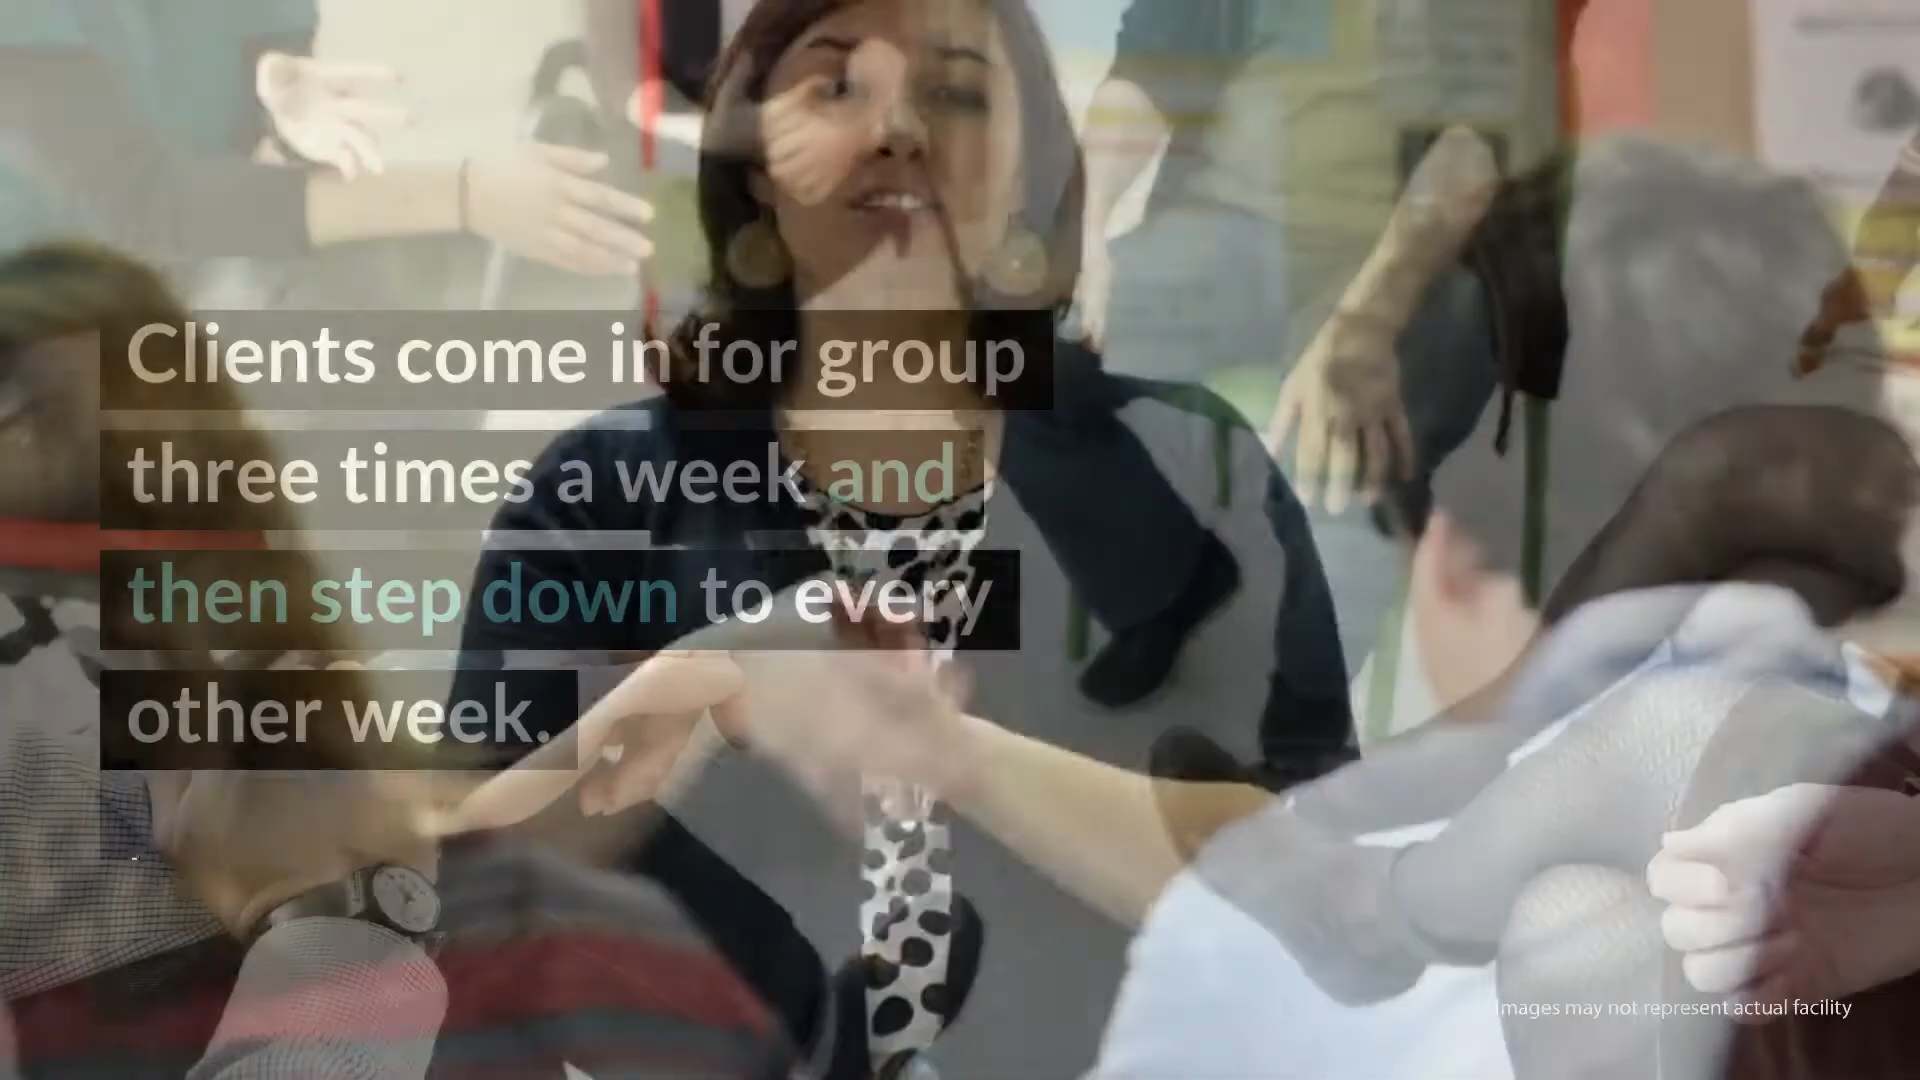 Clients come in for group
three times a week and
then step down to every
other week.
Images may not represent actual facility